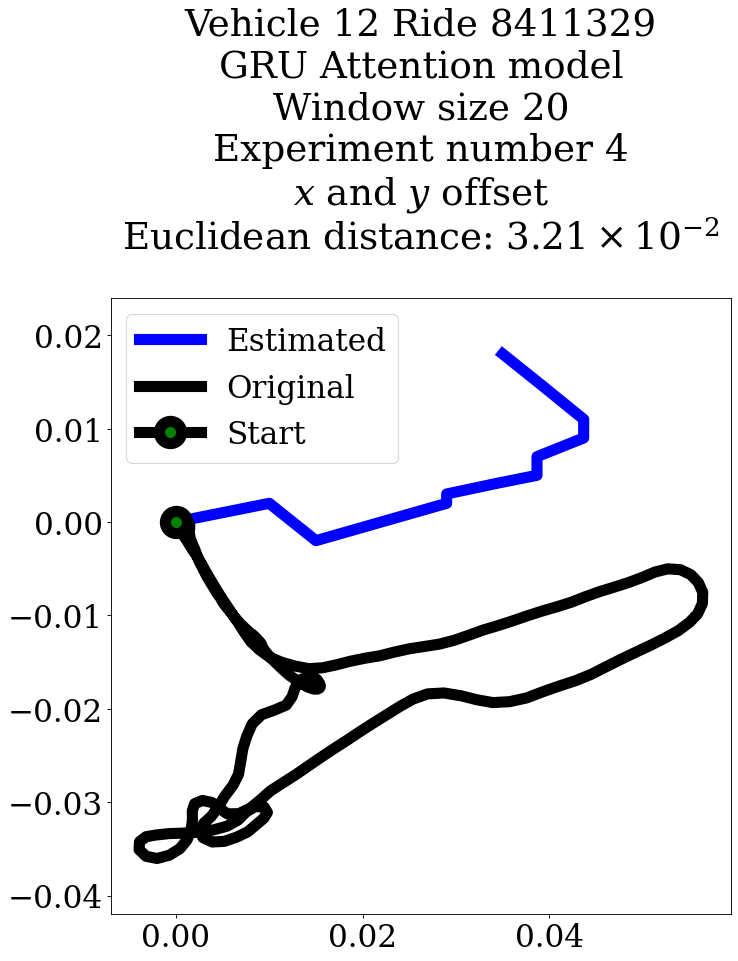 Vehicle 12 Ride 8411329
GRU Attention model
Window size 20
Experiment number 4
x and y offset
Euclidean distance: 3.21 × 10⁻²
Estimated
Original
Start
0.02
0.01
0.00
−0.01
−0.02
−0.03
−0.04
0.00 0.02 0.04